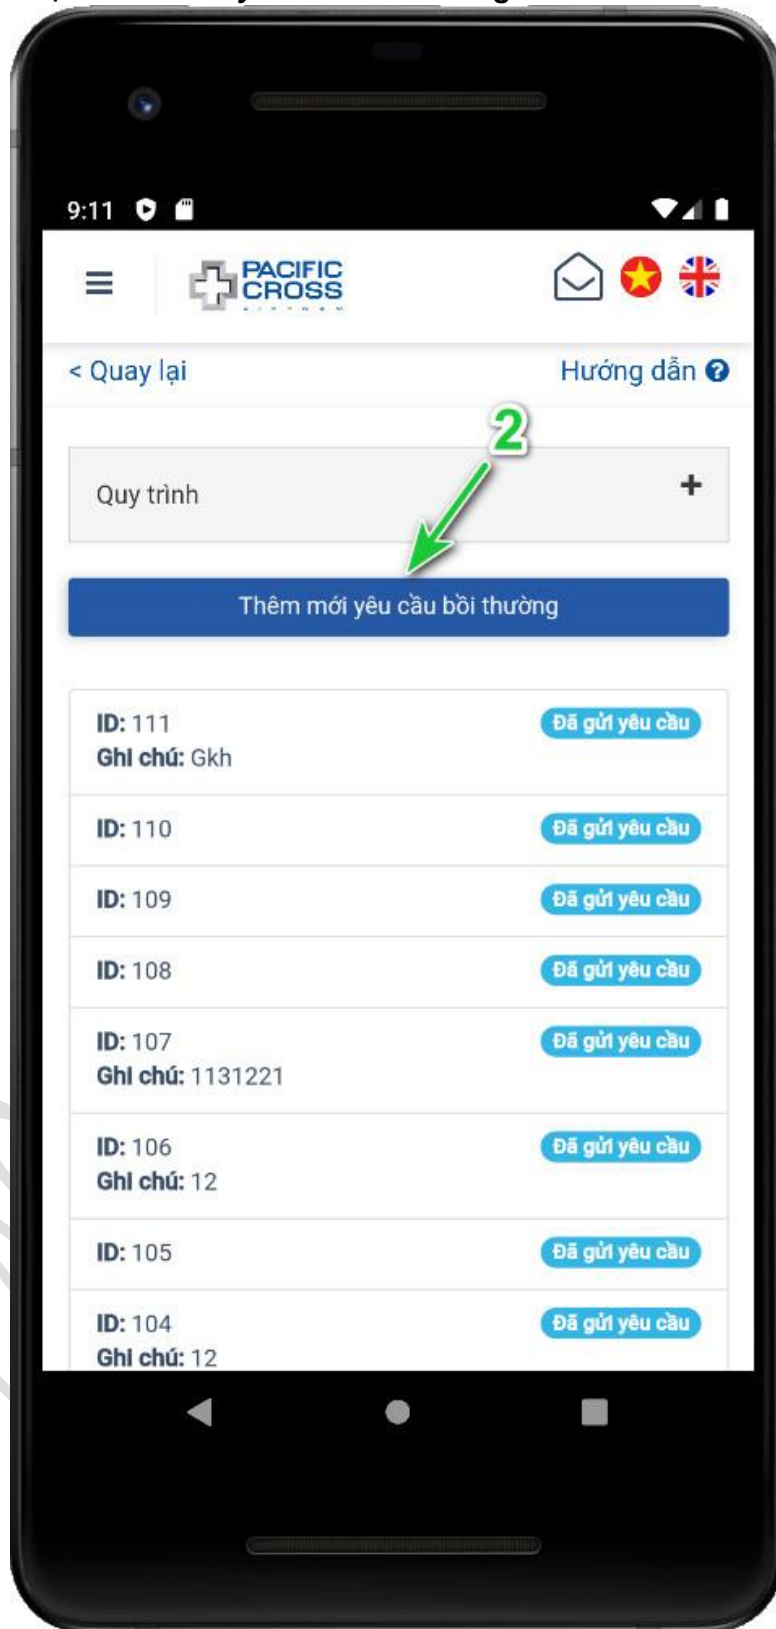 9:11
PACIFIC
CROSS
< Quay lại
Hướng dẫn
2
Quy trình
+
Thêm mới yêu cầu bồi thường
ID: 111
Đã gửi yêu cầu
Ghi chú: Gkh
ID: 110
Đã gửi yêu cầu
ID: 109
Đã gửi yêu cầu
ID: 108
Đã gửi yêu cầu
ID: 107
Đã gửi yêu cầu
Ghi chú: 1131221
ID: 106
Đã gửi yêu cầu
Ghi chú: 12
ID: 105
Đã gửi yêu cầu
ID: 104
Đã gửi yêu cầu
Ghi chú: 12